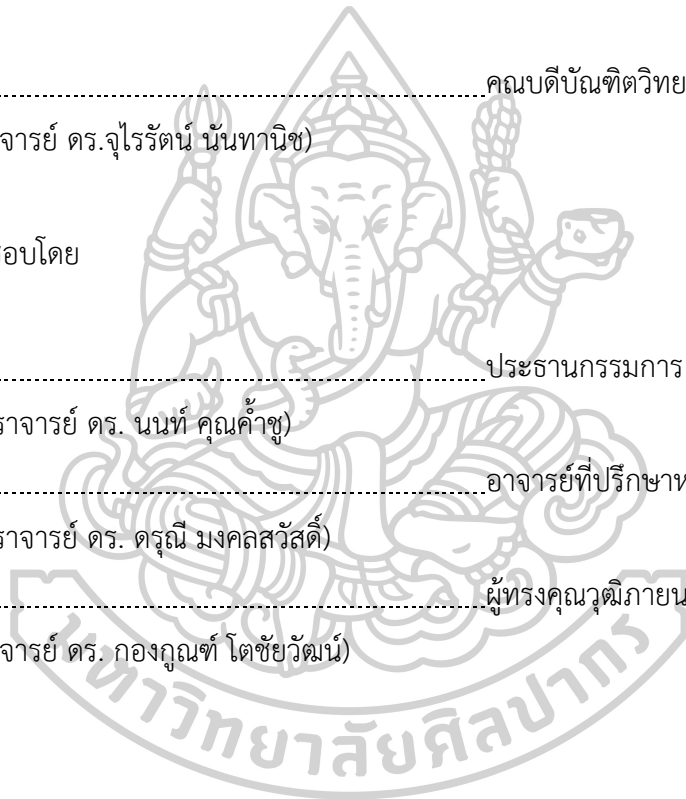 คณบดีบัณฑิตวิทย
จารย์ ดร.จุไรรัตน์ นันทานิช)
อบโดย
ประธานกรรมการ
ราจารย์ ดร. นนท์ คุณค้ำชู)
อาจารย์ที่ปรึกษาห
ราจารย์ ดร. ดรุณี มงคลสวัสดิ์)
ผู้ทรงคุณวุฒิภายน
จารย์ ดร. กองกูณฑ์ โตชัยวัฒน์)
มหาวิทยาลัยศิลปากร